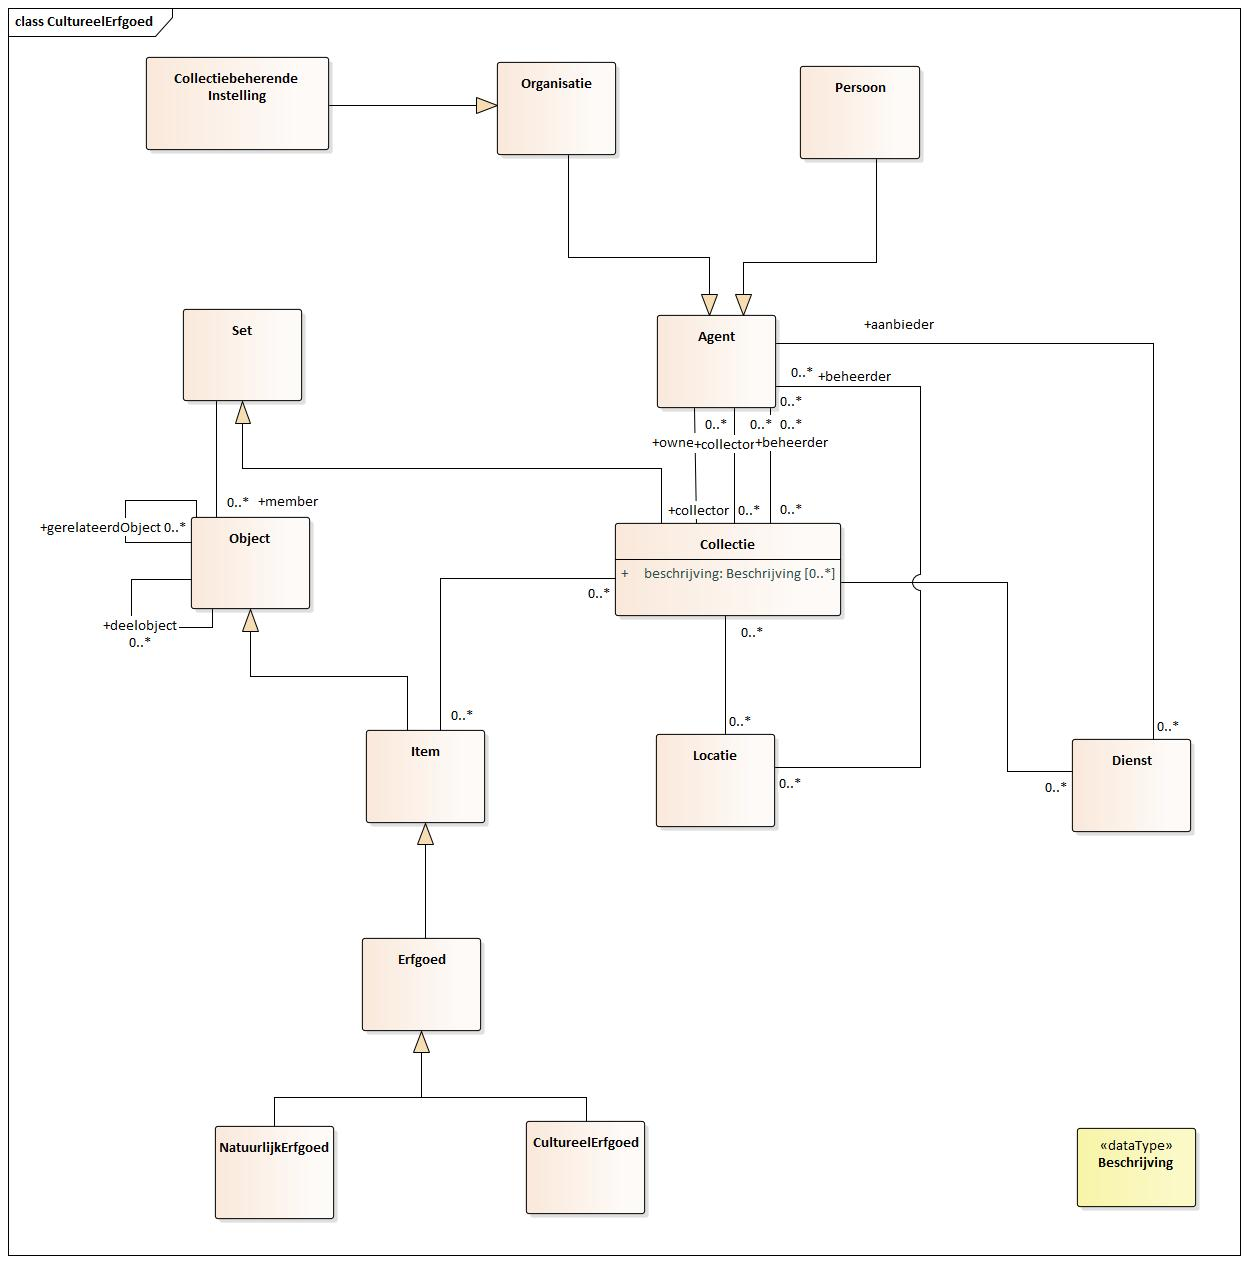 class CultureelErfgoed
Collectiebeherende
Instelling
Organisatie
Persoon
Set
Agent
+aanbieder
0..* +beheerder
0..*
0..* 0..* 0..*
+owne
+collector
+beheerder
0..* +member
+collector 0..* 0..*
+gerelateerdObject 0..*
Object
Collectie
+ beschrijving: Beschrijving [0..*]
0..*
+deelobject
0..*
0..*
0..*
0..*
0..*
Item
Locatie
Dienst
0..*
0..*
Erfgoed
NatuurlijkErfgoed
CultureelErfgoed
«dataType»
Beschrijving